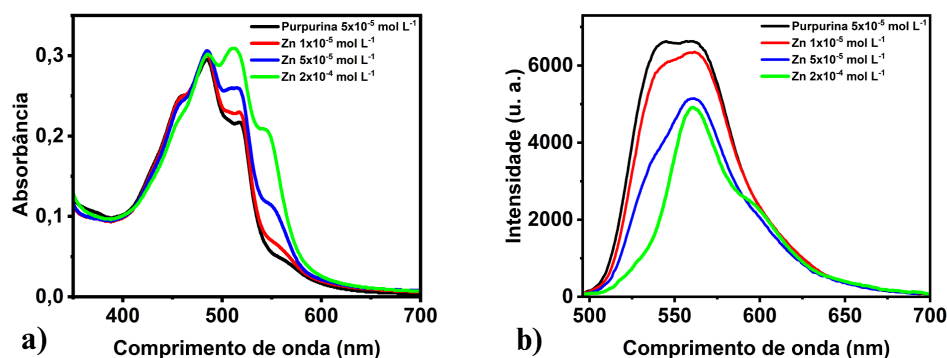 Purpurina 5x10⁻⁵ mol L⁻¹
Zn 1x10⁻⁵ mol L⁻¹
Zn 5x10⁻⁵ mol L⁻¹
Zn 2x10⁻⁴ mol L⁻¹
Absorbância
0,3
0,2
0,1
0,0
400 500 600 700
Comprimento de onda (nm)
a)
Purpurina 5x10⁻⁵ mol L⁻¹
Zn 1x10⁻⁵ mol L⁻¹
Zn 5x10⁻⁵ mol L⁻¹
Zn 2x10⁻⁴ mol L⁻¹
Intensidade (u. a.)
6000
4000
2000
0
500 550 600 650 700
Comprimento de onda (nm)
b)